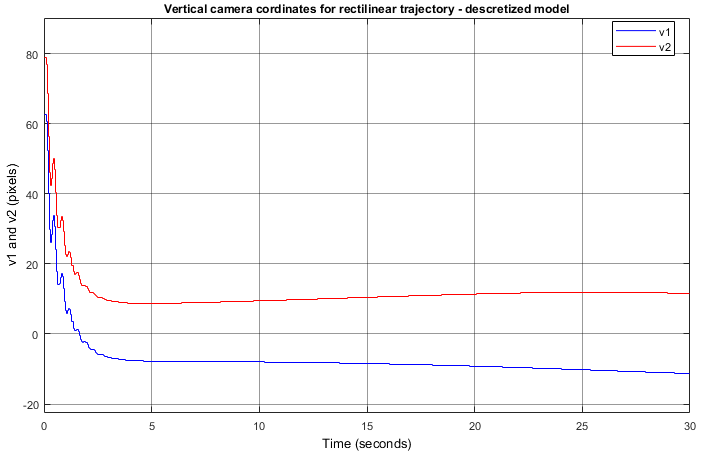 Vertical camera cordinates for rectilinear trajectory - descretized model
v1
v2
80
60
40
20
0
-20
v1 and v2 (pixels)
0 5 10 15 20 25 30
Time (seconds)